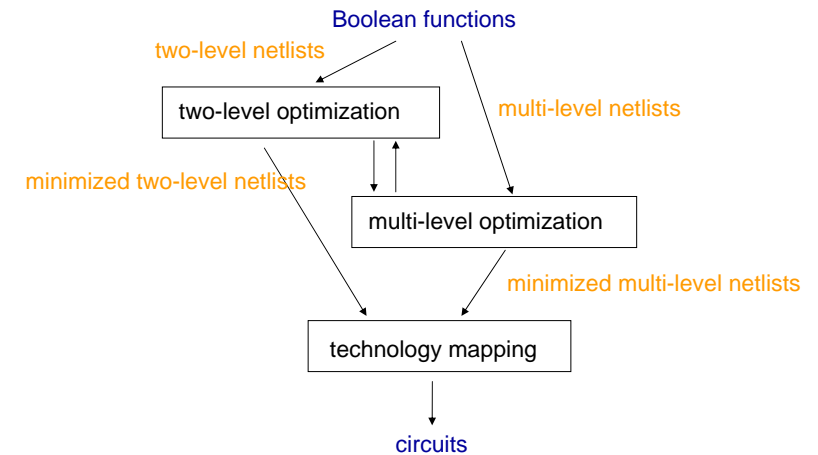 Boolean functions
two-level netlists
two-level optimization
multi-level netlists
minimized two-level netlists
multi-level optimization
minimized multi-level netlists
technology mapping
circuits